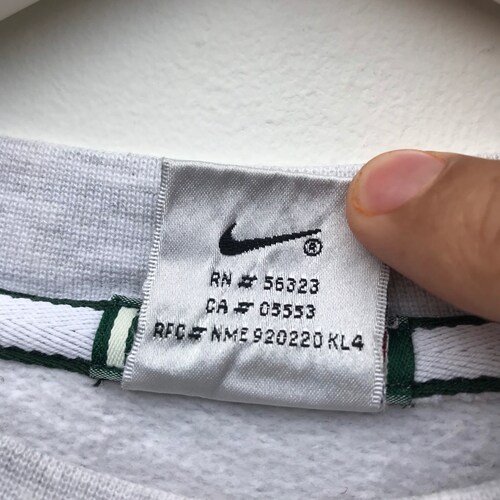 ®
RN # 56323
CA # 05553
RFC # NME 920220 KL4